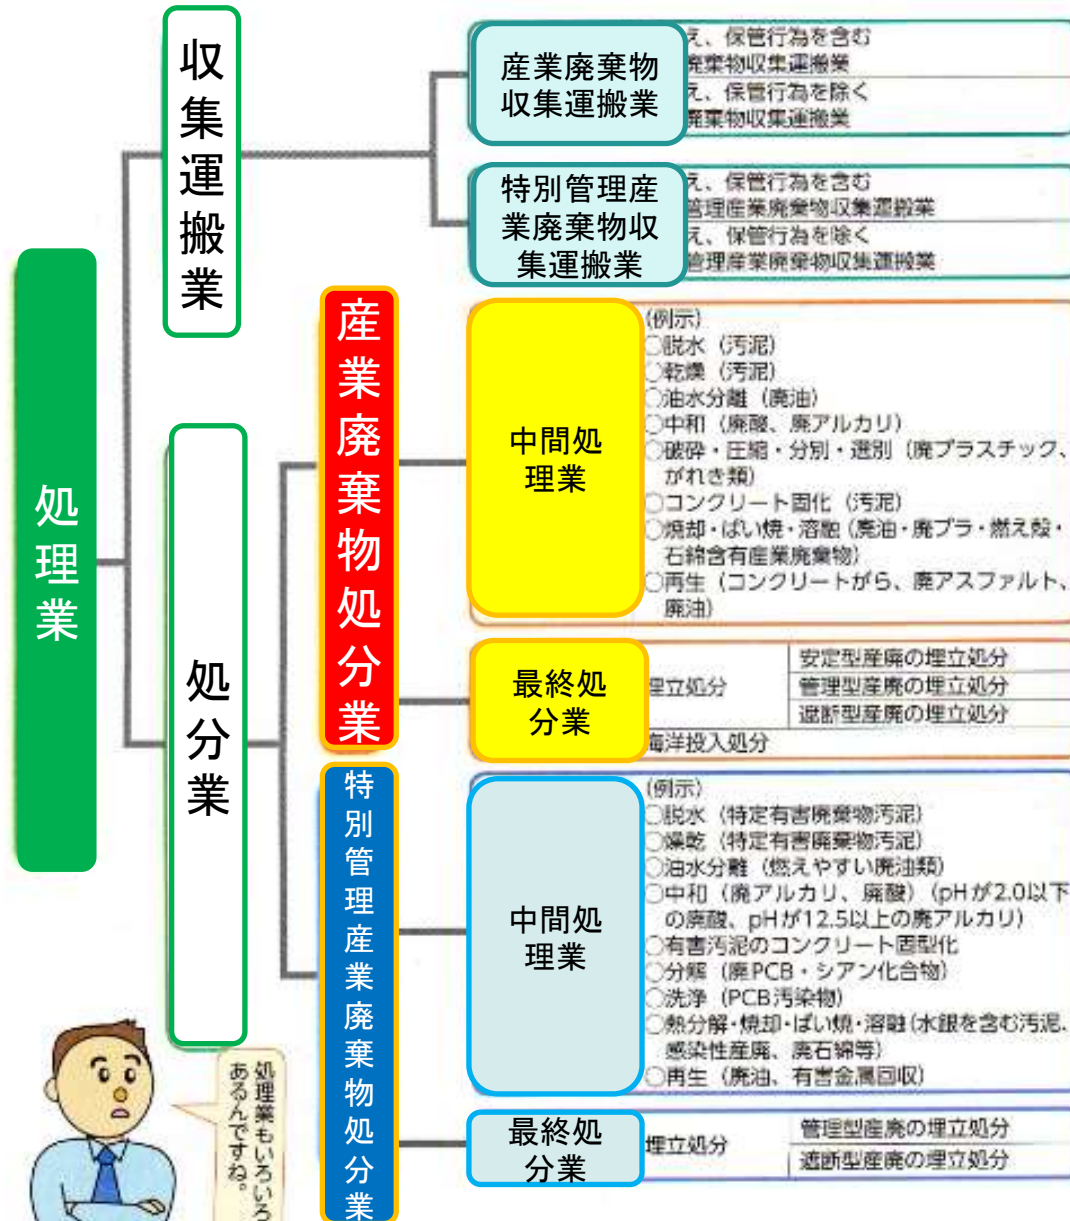 処理業
収集運搬業
産業廃棄物
収集運搬業
え、保管行為を含む
廃棄物収集運搬業
え、保管行為を除く
廃棄物収集運搬業
特別管理産
業廃棄物収
集運搬業
え、保管行為を含む
管理産業廃棄物収集運搬業
え、保管行為を除く
管理産業廃棄物収集運搬業
処分業
産業廃棄物処分業
中間処
理業
(例示)
○脱水（汚泥）
○乾燥（汚泥）
○油水分離（廃油）
○中和（廃酸、廃アルカリ）
○破砕・圧縮・分別・選別（廃プラスチック、
がれき類）
○コンクリート固化（汚泥）
○焼却・ばい焼・溶融（廃油・廃プラ・燃え殻・
石綿含有産業廃棄物）
○再生（コンクリートがら、廃アスファルト、
廃油）
最終処
分業
埋立処分
安定型産廃の埋立処分
管理型産廃の埋立処分
遮断型産廃の埋立処分
海洋投入処分
特別管理産業廃棄物処分業
中間処
理業
(例示)
○脱水（特定有害廃棄物汚泥）
○燥乾（特定有害廃棄物汚泥）
○油水分離（燃えやすい廃油類）
○中和（廃アルカリ、廃酸）（pHが2.0以下
の廃酸、pHが12.5以上の廃アルカリ）
○有害汚泥のコンクリート固型化
○分解（廃PCB・シアン化合物）
○洗浄（PCB汚染物）
○熱分解・焼却・ばい焼・溶融（水銀を含む汚泥、
感染性産廃、廃石綿等）
○再生（廃油、有害金属回収）
最終処
分業
埋立処分
管理型産廃の埋立処分
遮断型産廃の埋立処分
処理業もいろいろ
あるんですね。